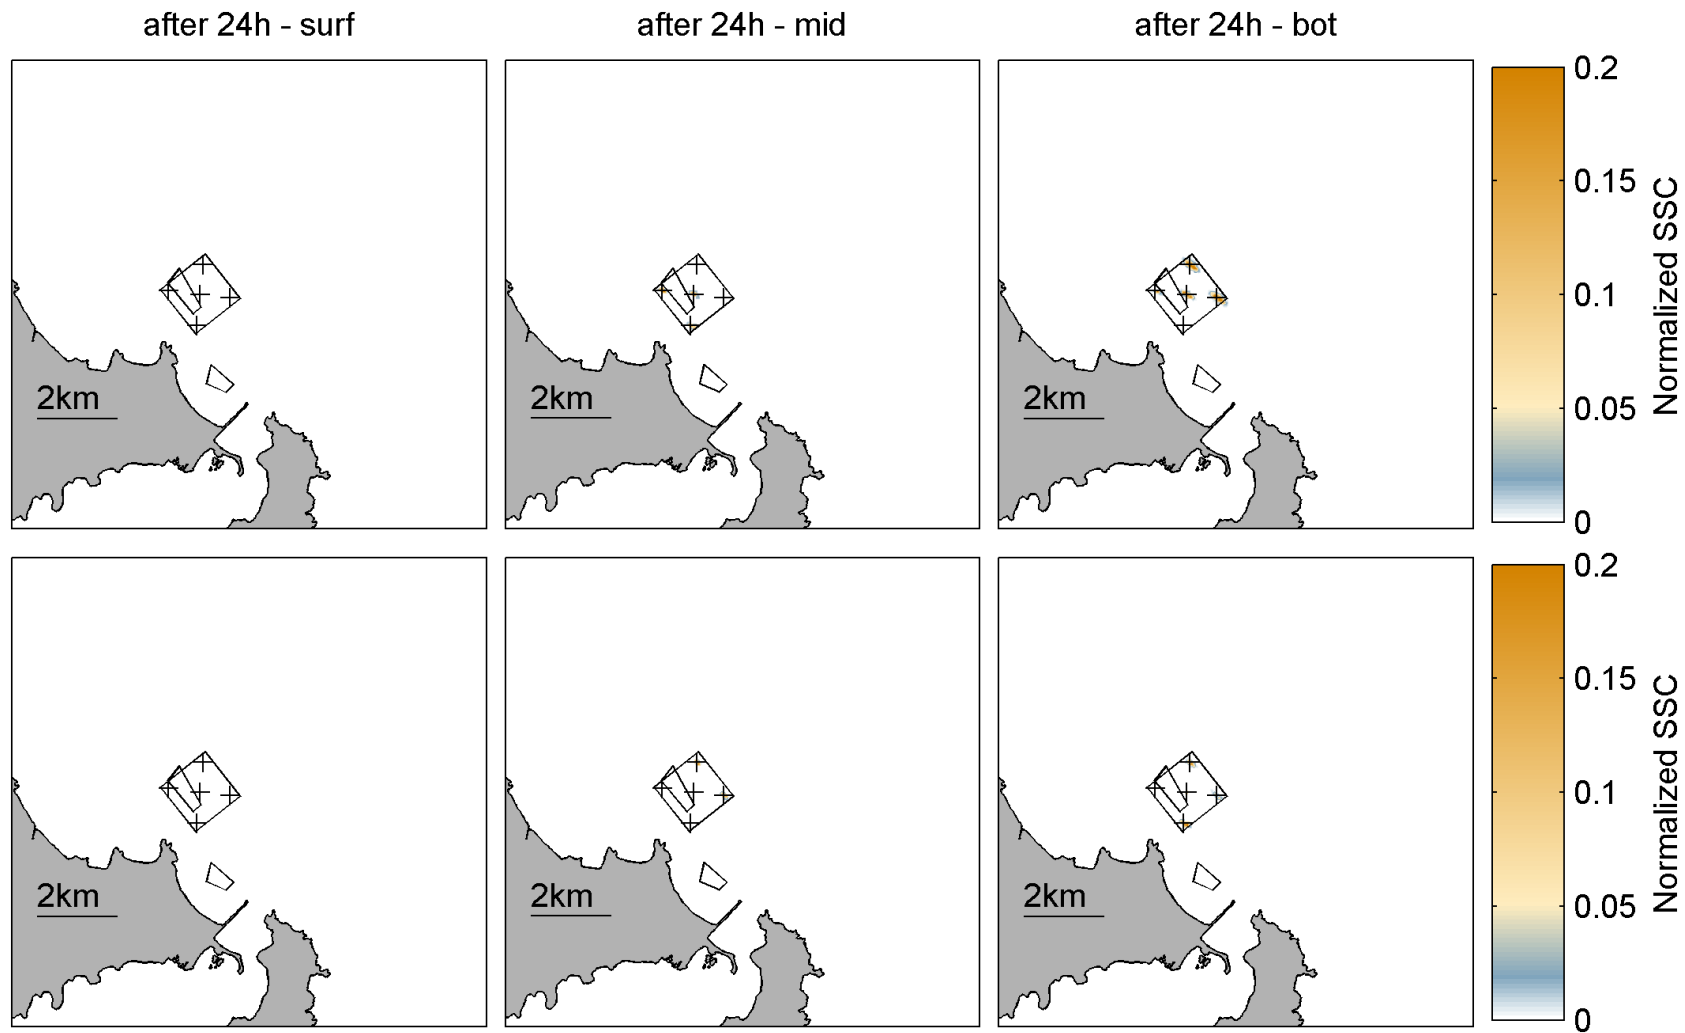 after 24h - surf
after 24h - mid
after 24h - bot
2km
2km
2km
0.2
0.15
0.1
0.05
0
Normalized SSC
2km
2km
2km
0.2
0.15
0.1
0.05
0
Normalized SSC